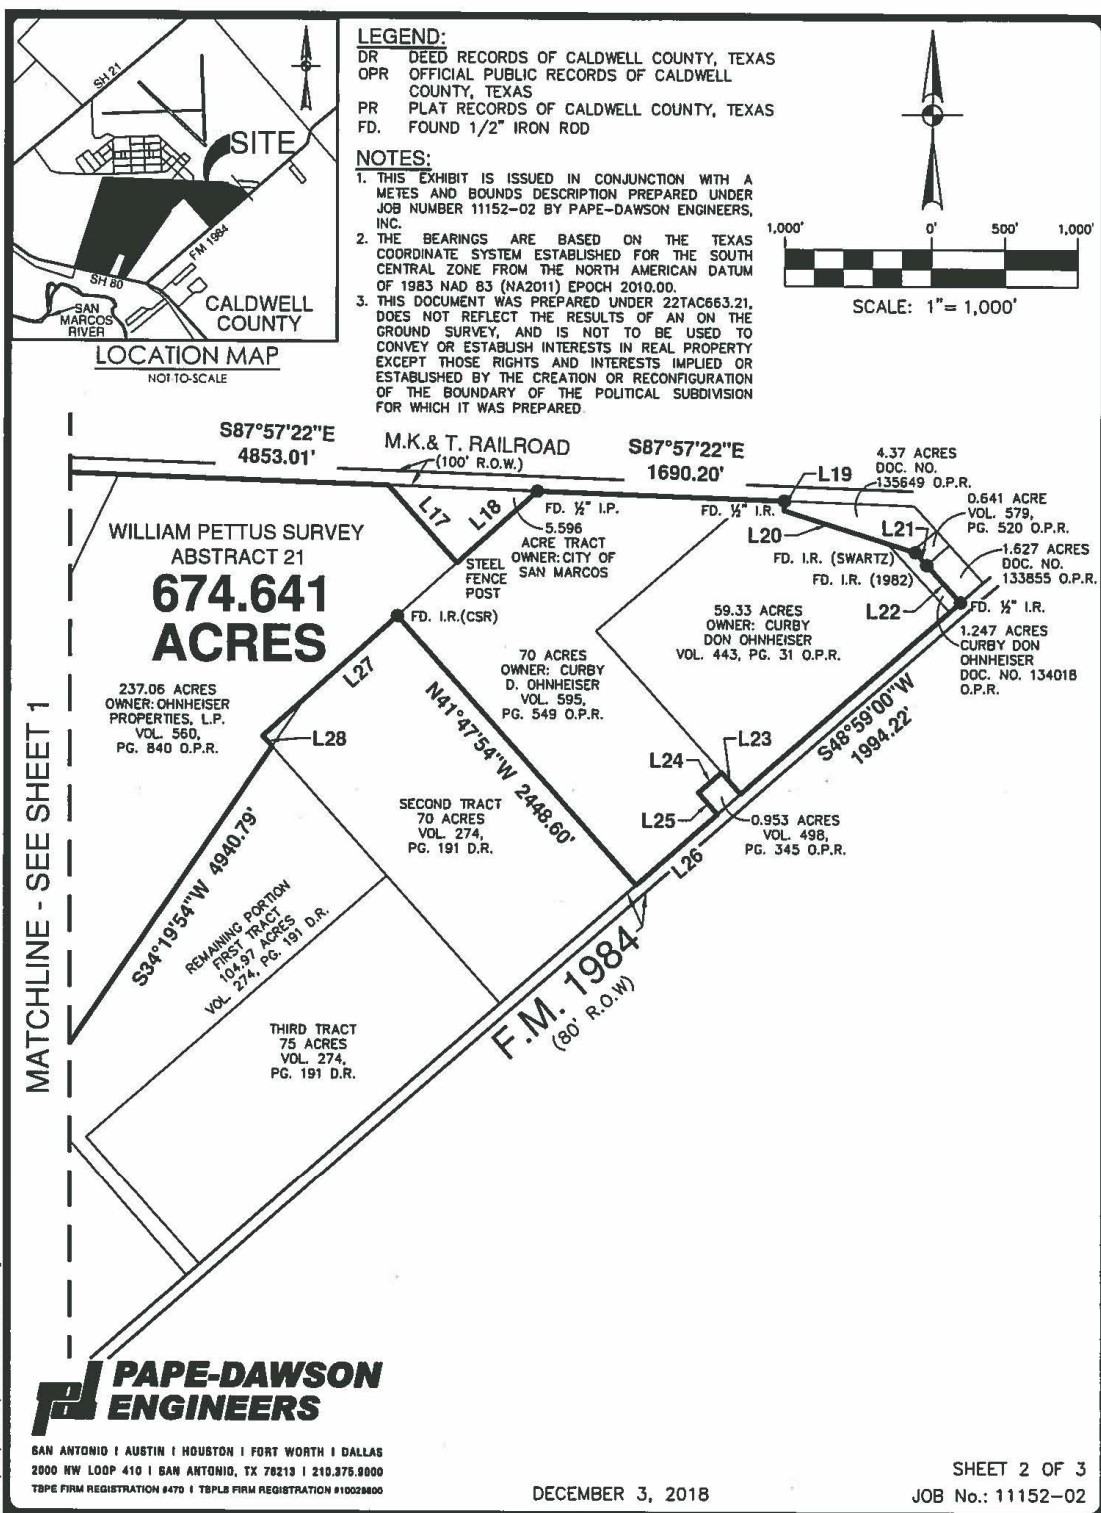 SH 21
SITE
FM 1984
SH 80
SAN
MARCOS
RIVER
CALDWELL
COUNTY
LOCATION MAP
NOT-TO-SCALE
LEGEND:
DR DEED RECORDS OF CALDWELL COUNTY, TEXAS
OPR OFFICIAL PUBLIC RECORDS OF CALDWELL
COUNTY, TEXAS
PR PLAT RECORDS OF CALDWELL COUNTY, TEXAS
FD. FOUND 1/2" IRON ROD
NOTES:
1. THIS EXHIBIT IS ISSUED IN CONJUNCTION WITH A
METES AND BOUNDS DESCRIPTION PREPARED UNDER
JOB NUMBER 11152-02 BY PAPE-DAWSON ENGINEERS,
INC.
2. THE BEARINGS ARE BASED ON THE TEXAS
COORDINATE SYSTEM ESTABLISHED FOR THE SOUTH
CENTRAL ZONE FROM THE NORTH AMERICAN DATUM
OF 1983 NAD 83 (NA2011) EPOCH 2010.00.
3. THIS DOCUMENT WAS PREPARED UNDER 22TAC663.21,
DOES NOT REFLECT THE RESULTS OF AN ON THE
GROUND SURVEY, AND IS NOT TO BE USED TO
CONVEY OR ESTABLISH INTERESTS IN REAL PROPERTY
EXCEPT THOSE RIGHTS AND INTERESTS IMPLIED OR
ESTABLISHED BY THE CREATION OR RECONFIGURATION
OF THE BOUNDARY OF THE POLITICAL SUBDIVISION
FOR WHICH IT WAS PREPARED.
1,000' 0' 500' 1,000'
SCALE: 1"= 1,000'
S87°57'22"E
4853.01'
M.K.& T. RAILROAD
(100' R.O.W.)
S87°57'22"E
1690.20'
L19
4.37 ACRES
DOC. NO.
135649 O.P.R.
0.641 ACRE
VOL. 579,
PG. 520 O.P.R.
1.627 ACRES
DOC. NO.
133855 O.P.R.
L17
L18
FD. ½" I.P.
FD. ½" I.R.
L20
L21
FD. I.R. (SWARTZ)
FD. I.R. (1982)
L22
FD. ½" I.R.
1.247 ACRES
CURBY DON
OHNHEISER
DOC. NO. 134018
O.P.R.
5.596
ACRE TRACT
OWNER: CITY OF
SAN MARCOS
STEEL
FENCE
POST
WILLIAM PETTUS SURVEY
ABSTRACT 21
674.641
ACRES
FD. I.R.(CSR)
59.33 ACRES
OWNER: CURBY
DON OHNHEISER
VOL. 443, PG. 31 O.P.R.
70 ACRES
OWNER: CURBY
D. OHNHEISER
VOL. 595,
PG. 549 O.P.R.
L27
237.06 ACRES
OWNER: OHNHEISER
PROPERTIES, L.P.
VOL. 560,
PG. 840 O.P.R.
L28
N41°47'54"W 2448.60'
S48°59'00"W
1994.22'
L23
L24
L25
0.953 ACRES
VOL. 498,
PG. 345 O.P.R.
L26
SECOND TRACT
70 ACRES
VOL. 274,
PG. 191 D.R.
S34°19'54"W 4940.79'
REMAINING PORTION
FIRST TRACT
104.97 ACRES
VOL. 274, PG. 191 D.R.
F.M. 1984
(80' R.O.W)
THIRD TRACT
75 ACRES
VOL. 274,
PG. 191 D.R.
MATCHLINE - SEE SHEET 1
PAPE-DAWSON
ENGINEERS
SAN ANTONIO I AUSTIN I HOUSTON I FORT WORTH I DALLAS
2000 NW LOOP 410 I SAN ANTONIO, TX 78213 I 210.375.9000
TBPE FIRM REGISTRATION #470 I TBPLS FIRM REGISTRATION #10028800
DECEMBER 3, 2018
SHEET 2 OF 3
JOB No.: 11152-02